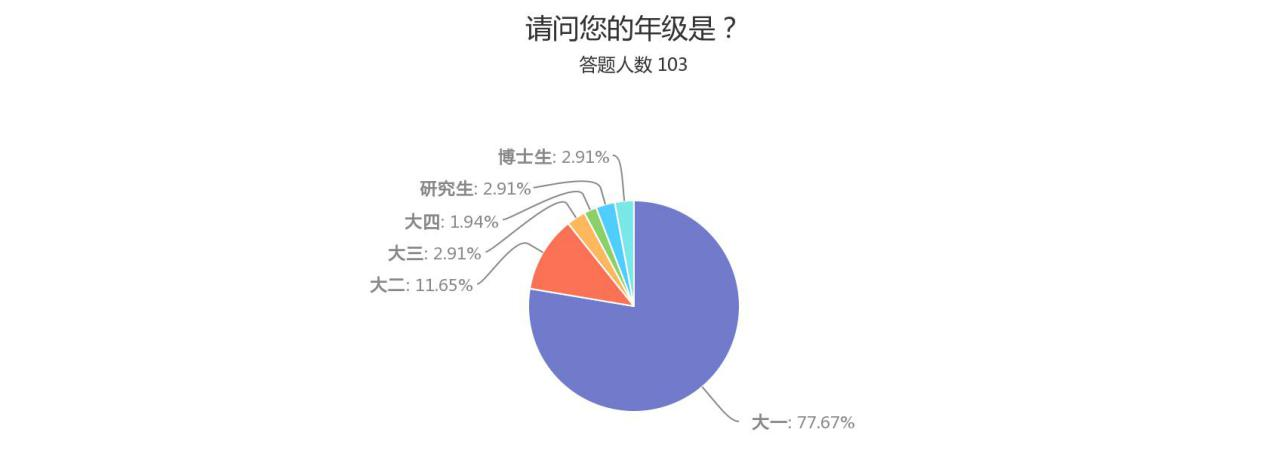 请问您的年级是？
答题人数 103
博士生: 2.91%
研究生: 2.91%
大四: 1.94%
大三: 2.91%
大二: 11.65%
大一: 77.67%